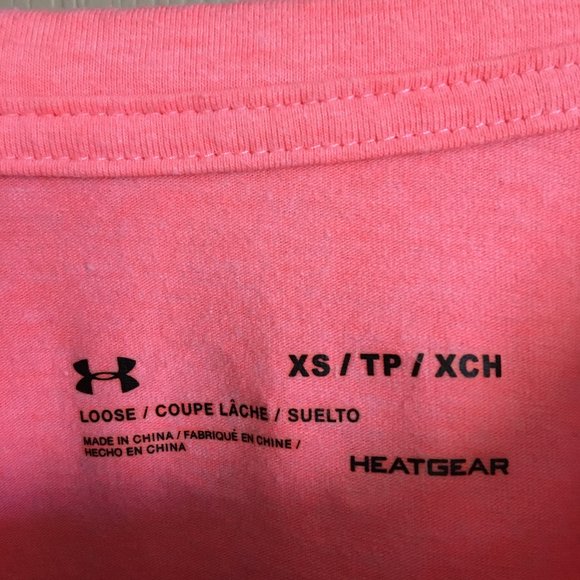 XS / TP / XCH
LOOSE / COUPE LÂCHE / SUELTO
MADE IN CHINA / FABRIQUÉ EN CHINE /
HECHO EN CHINA
HEATGEAR